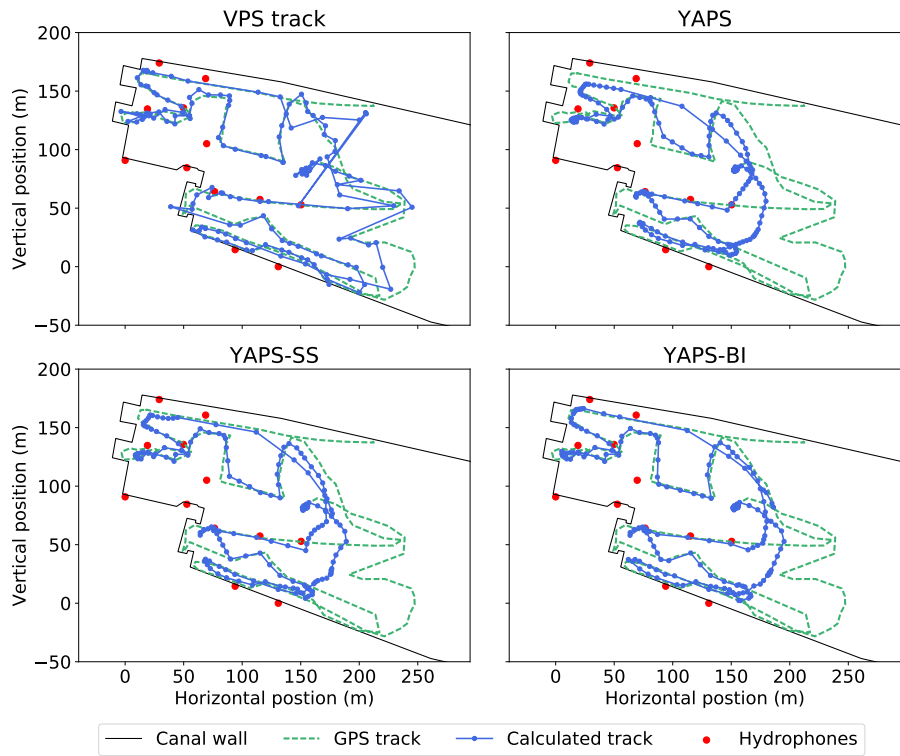 VPS track
YAPS
Vertical position (m)
200
150
100
50
0
−50
YAPS-SS
YAPS-BI
Vertical position (m)
200
150
100
50
0
−50
0 50 100 150 200 250
0 50 100 150 200 250
Horizontal postion (m)
Horizontal postion (m)
Canal wall GPS track Calculated track Hydrophones